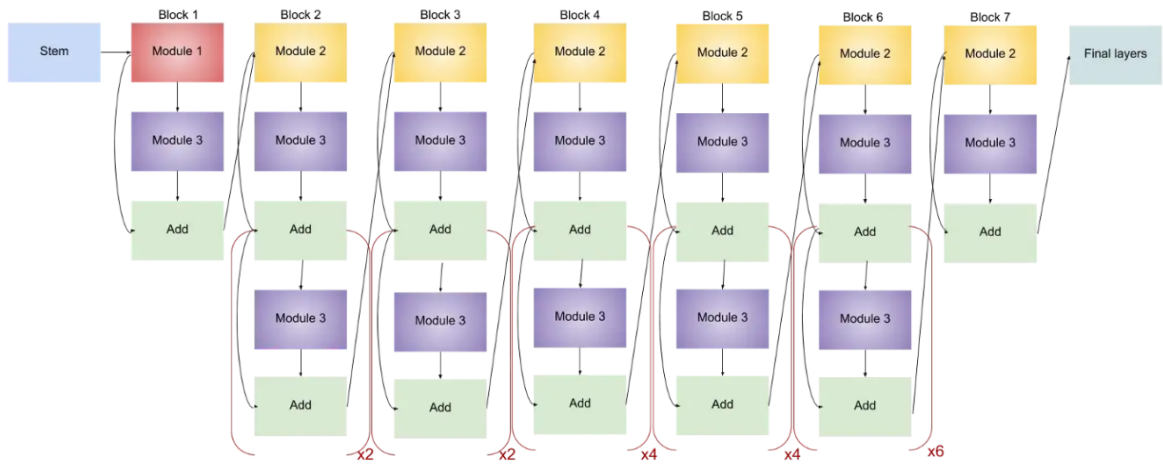 Block 1
Block 2
Block 3
Block 4
Block 5
Block 6
Block 7
Stem
Module 1
Module 2
Module 2
Module 2
Module 2
Module 2
Module 2
Final layers
Module 3
Module 3
Module 3
Module 3
Module 3
Module 3
Module 3
Add
Add
Add
Add
Add
Add
Add
Module 3
Module 3
Module 3
Module 3
Module 3
Add
Add
Add
Add
Add
x2
x2
x4
x4
x6